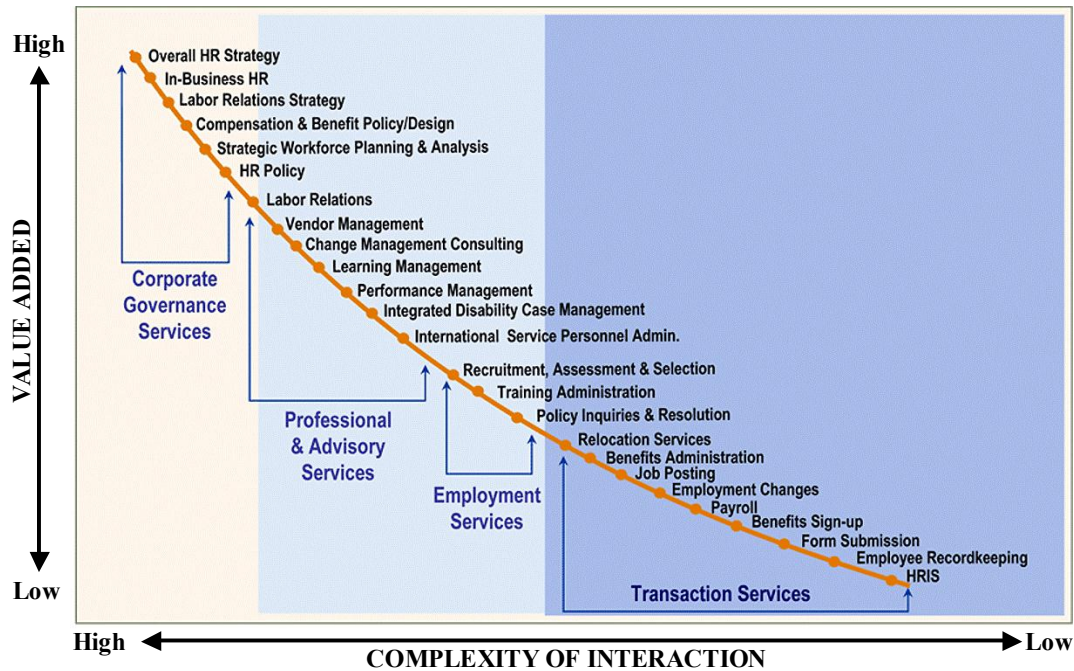 High
Overall HR Strategy
In-Business HR
Labor Relations Strategy
Compensation & Benefit Policy/Design
Strategic Workforce Planning & Analysis
HR Policy
Labor Relations
Vendor Management
Change Management Consulting
Learning Management
Performance Management
Integrated Disability Case Management
International Service Personnel Admin.
Recruitment, Assessment & Selection
Training Administration
Policy Inquiries & Resolution
Relocation Services
Benefits Administration
Job Posting
Employment Changes
Payroll
Benefits Sign-up
Form Submission
Employee Recordkeeping
HRIS
Corporate
Governance
Services
Professional
& Advisory
Services
Employment
Services
Transaction Services
VALUE ADDED
Low
High
COMPLEXITY OF INTERACTION
Low